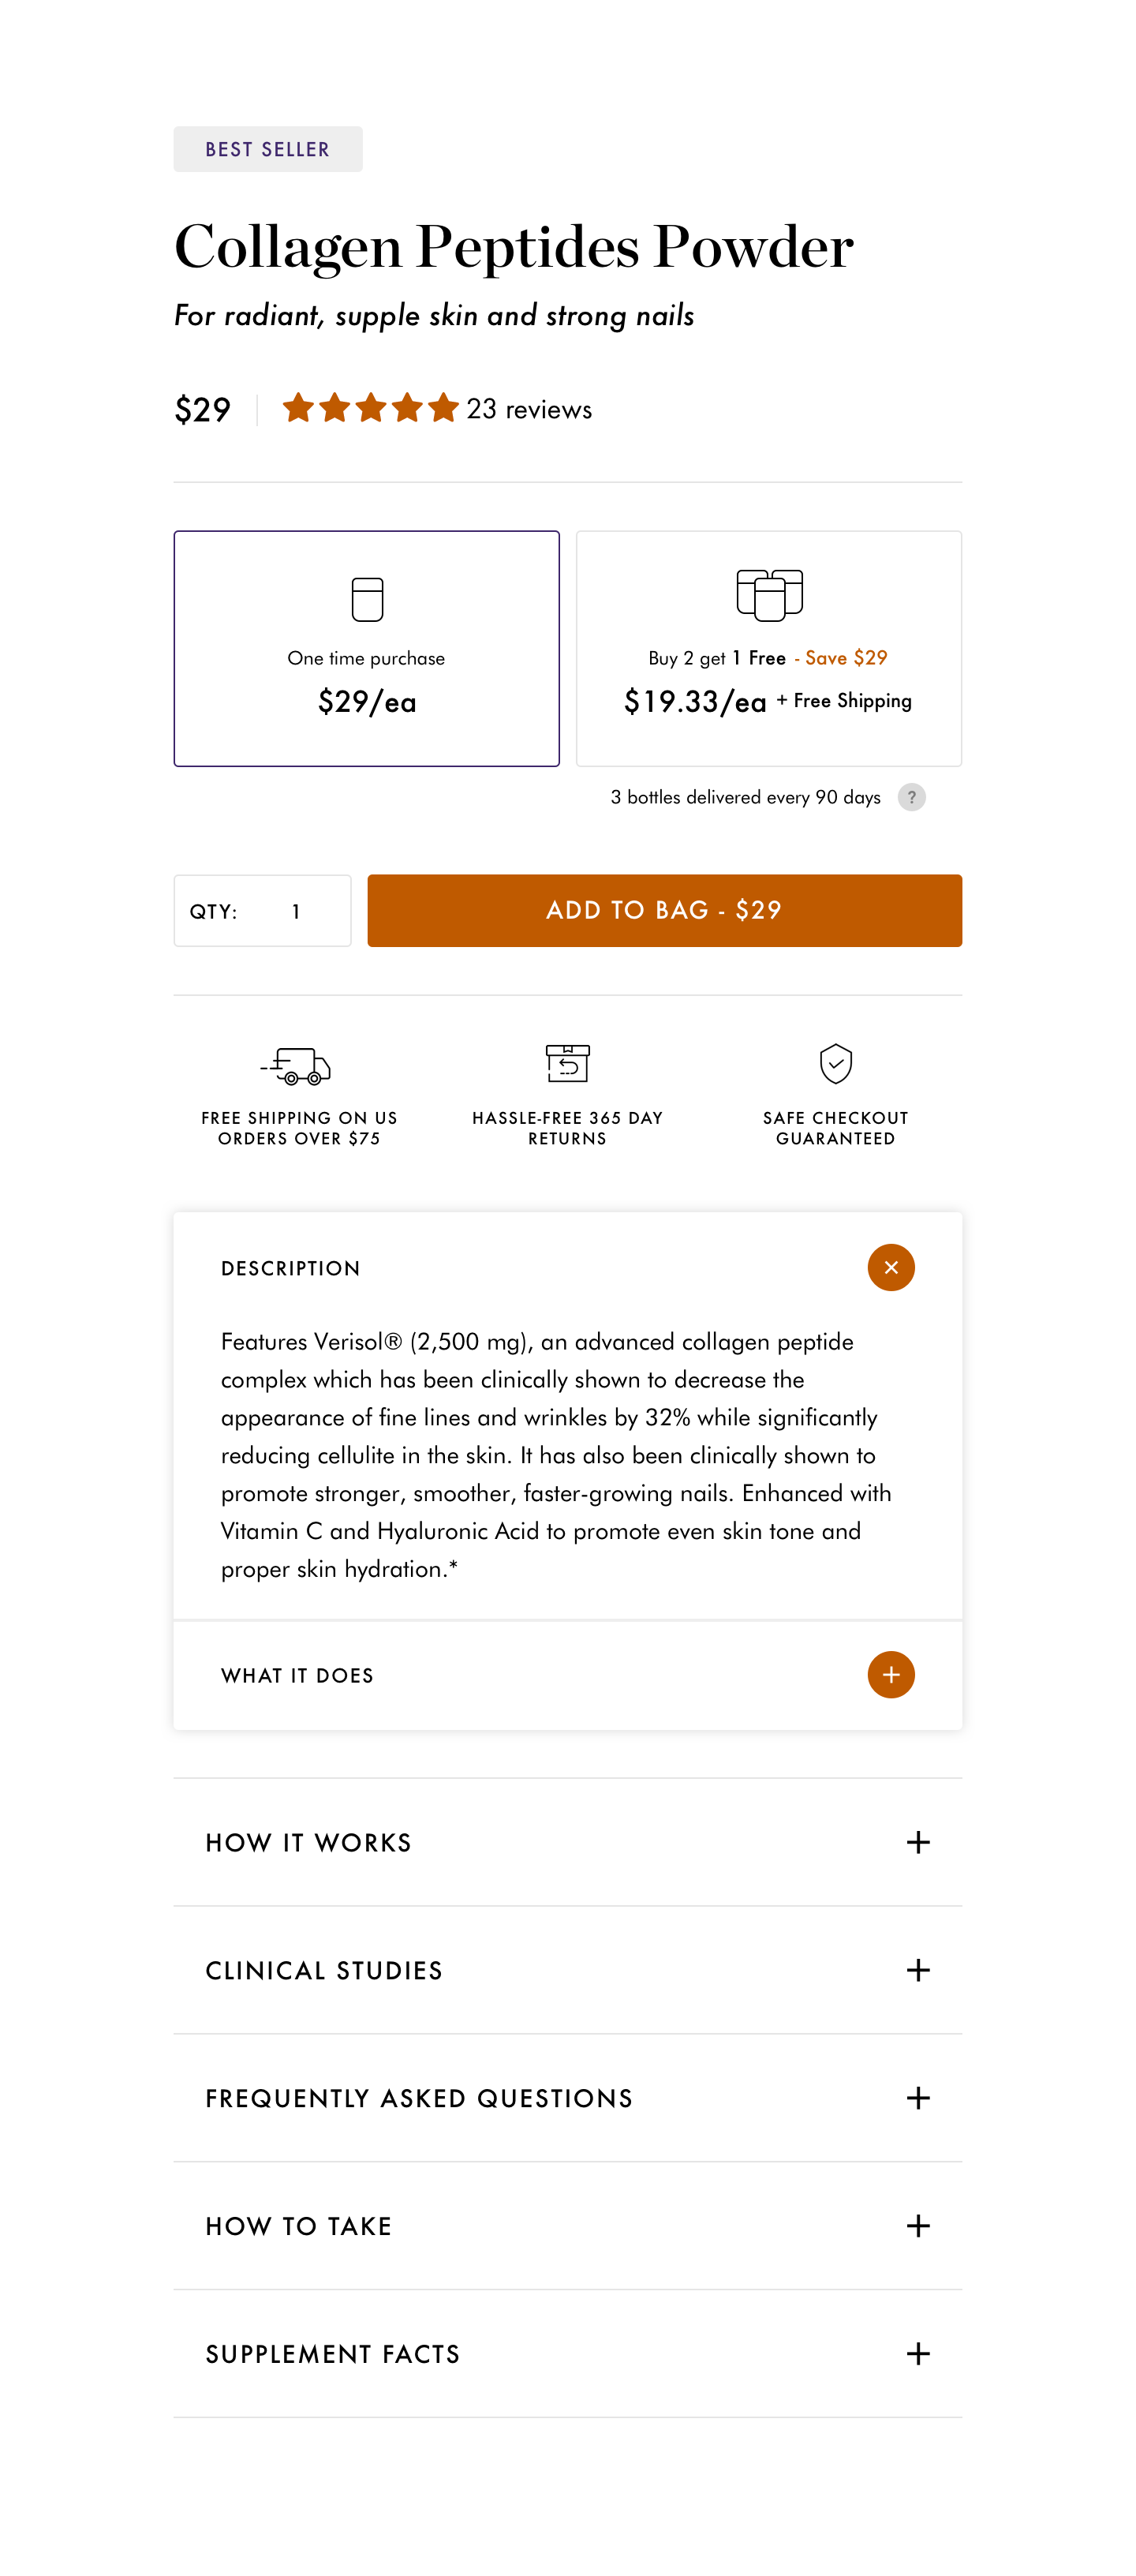 BEST SELLER
Collagen Peptides Powder
For radiant, supple skin and strong nails
$29
23 reviews
One time purchase
$29/ea
Buy 2 get 1 Free - Save $29
$19.33/ea + Free Shipping
3 bottles delivered every 90 days ?
QTY: 1
ADD TO BAG - $29
FREE SHIPPING ON US
ORDERS OVER $75
HASSLE-FREE 365 DAY
RETURNS
SAFE CHECKOUT
GUARANTEED
DESCRIPTION
Features Verisol® (2,500 mg), an advanced collagen peptide
complex which has been clinically shown to decrease the
appearance of fine lines and wrinkles by 32% while significantly
reducing cellulite in the skin. It has also been clinically shown to
promote stronger, smoother, faster-growing nails. Enhanced with
Vitamin C and Hyaluronic Acid to promote even skin tone and
proper skin hydration.*
WHAT IT DOES
HOW IT WORKS
CLINICAL STUDIES
FREQUENTLY ASKED QUESTIONS
HOW TO TAKE
SUPPLEMENT FACTS